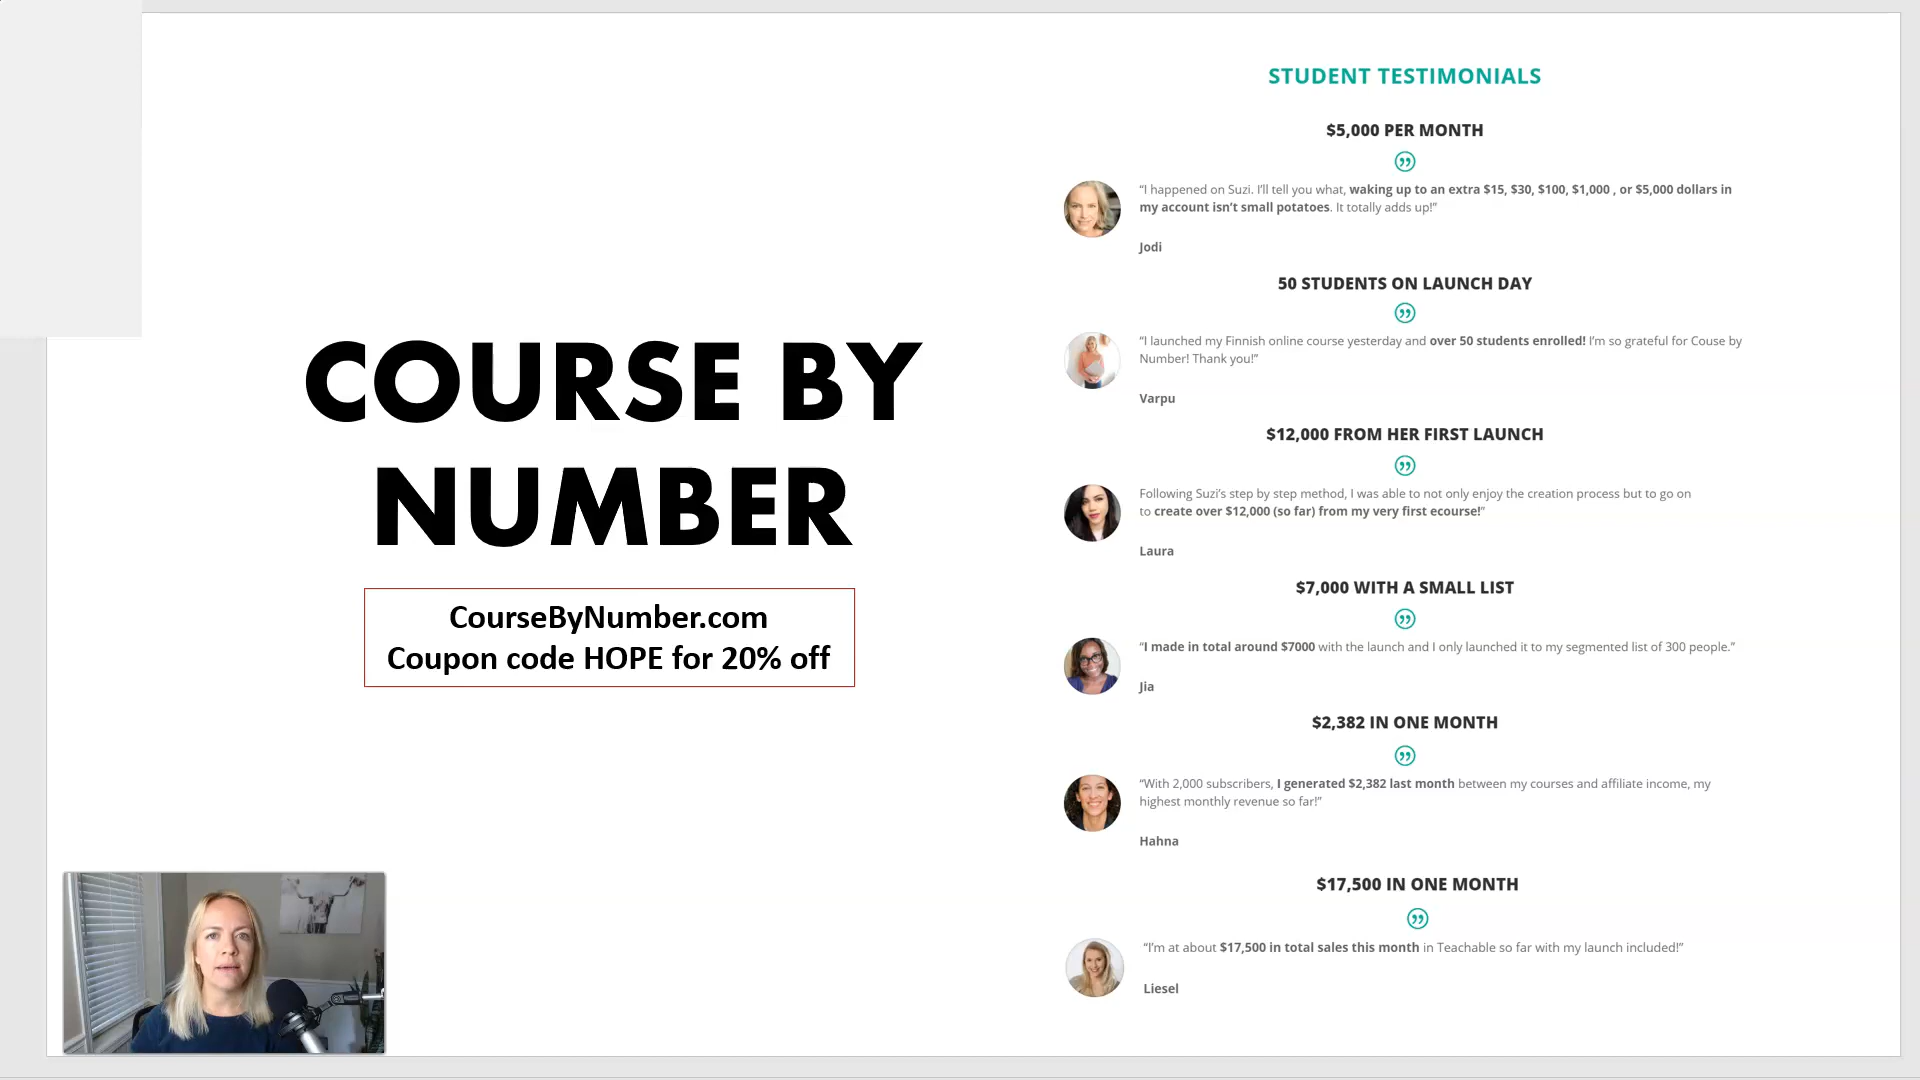 COURSE BY
NUMBER
CourseByNumber.com
Coupon code HOPE for 20% off
STUDENT TESTIMONIALS
$5,000 PER MONTH
“I happened on Suzi. I’ll tell you what, waking up to an extra $15, $30, $100, $1,000 , or $5,000 dollars in
my account isn’t small potatoes. It totally adds up!”
Jodi
50 STUDENTS ON LAUNCH DAY
“I launched my Finnish online course yesterday and over 50 students enrolled! I’m so grateful for Couse by
Number! Thank you!”
Varpu
$12,000 FROM HER FIRST LAUNCH
Following Suzi’s step by step method, I was able to not only enjoy the creation process but to go on
to create over $12,000 (so far) from my very first ecourse!”
Laura
$7,000 WITH A SMALL LIST
“I made in total around $7000 with the launch and I only launched it to my segmented list of 300 people.”
Jia
$2,382 IN ONE MONTH
“With 2,000 subscribers, I generated $2,382 last month between my courses and affiliate income, my
highest monthly revenue so far!”
Hahna
$17,500 IN ONE MONTH
“I’m at about $17,500 in total sales this month in Teachable so far with my launch included!”
Liesel